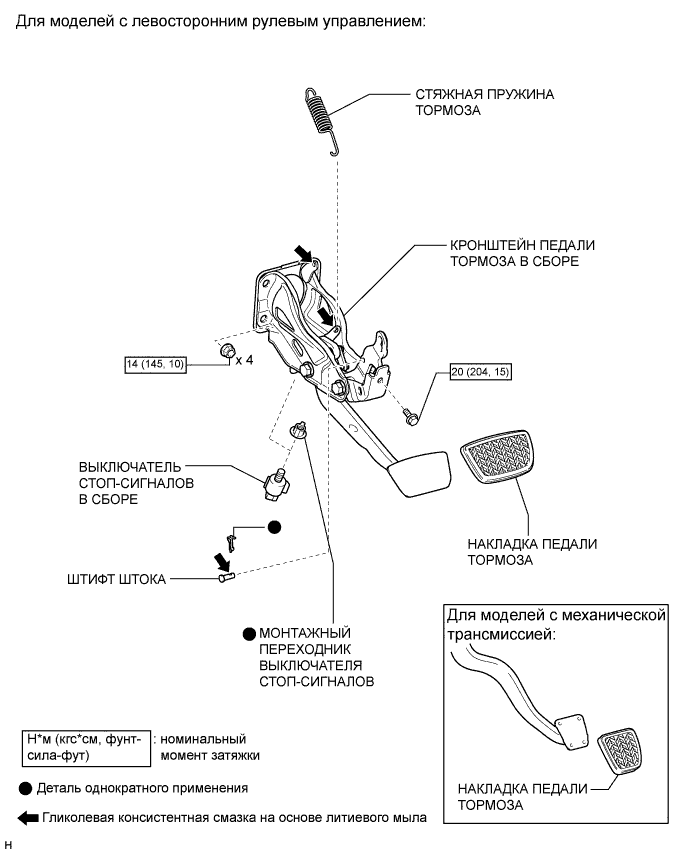 Для моделей с левосторонним рулевым управлением:
СТЯЖНАЯ ПРУЖИНА
ТОРМОЗА
КРОНШТЕЙН ПЕДАЛИ
ТОРМОЗА В СБОРЕ
14 (145, 10)
x 4
20 (204, 15)
ВЫКЛЮЧАТЕЛЬ
СТОП-СИГНАЛОВ
В СБОРЕ
НАКЛАДКА ПЕДАЛИ
ТОРМОЗА
ШТИФТ ШТОКА
МОНТАЖНЫЙ
ПЕРЕХОДНИК
ВЫКЛЮЧАТЕЛЯ
СТОП-СИГНАЛОВ
Для моделей с механической
трансмиссией:
НАКЛАДКА ПЕДАЛИ
ТОРМОЗА
Н*м (кгс*см, фунт-
сила-фут)
: номинальный
момент затяжки
Деталь однократного применения
Гликолевая консистентная смазка на основе литиевого мыла
H